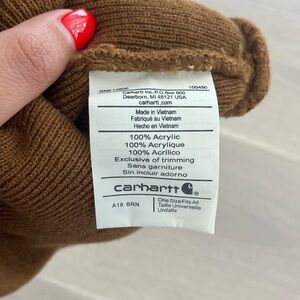 100490
Carhartt Inc. P.O Box 600
Dearborn, MI 48121 USA
carhartt.com
Made in Vietnam
Fabriqué au Vietnam
Hecho en Vietnam
100% Acrylic
100% Acrylique
100% Acrílico
Exclusive of trimming
Sans garniture
Sin incluir adorno
carhartt
A18 BRN
One Size Fits All
Taille Universelle
Unitalla